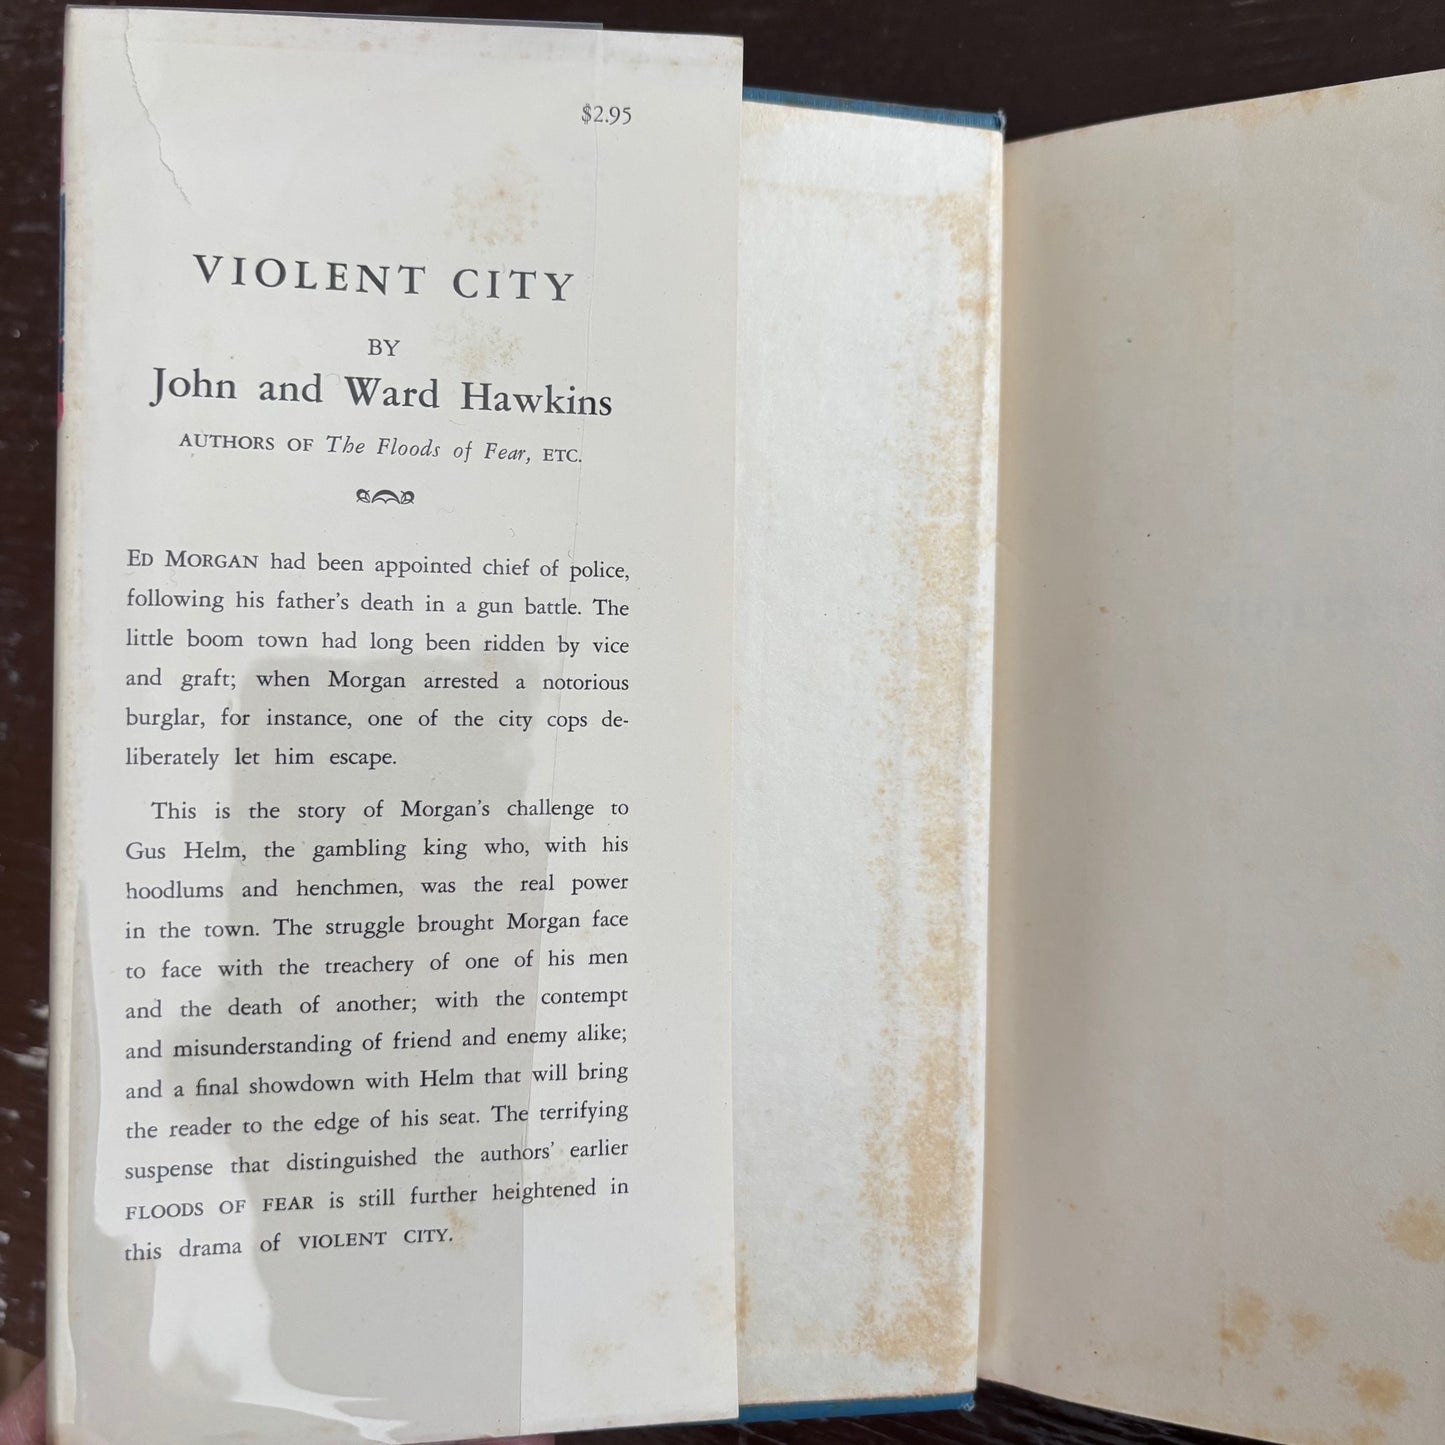 $2.95
VIOLENT CITY
BY
John and Ward Hawkins
AUTHORS OF The Floods of Fear, ETC.
ED MORGAN had been appointed chief of police,
following his father's death in a gun battle. The
little boom town had long been ridden by vice
and graft; when Morgan arrested a notorious
burglar, for instance, one of the city cops de-
liberately let him escape.
This is the story of Morgan's challenge to
Gus Helm, the gambling king who, with his
hoodlums and henchmen, was the real power
in the town. The struggle brought Morgan face
to face with the treachery of one of his men
and the death of another; with the contempt
and misunderstanding of friend and enemy alike;
and a final showdown with Helm that will bring
the reader to the edge of his seat. The terrifying
suspense that distinguished the authors' earlier
FLOODS OF FEAR is still further heightened in
this drama of VIOLENT CITY.